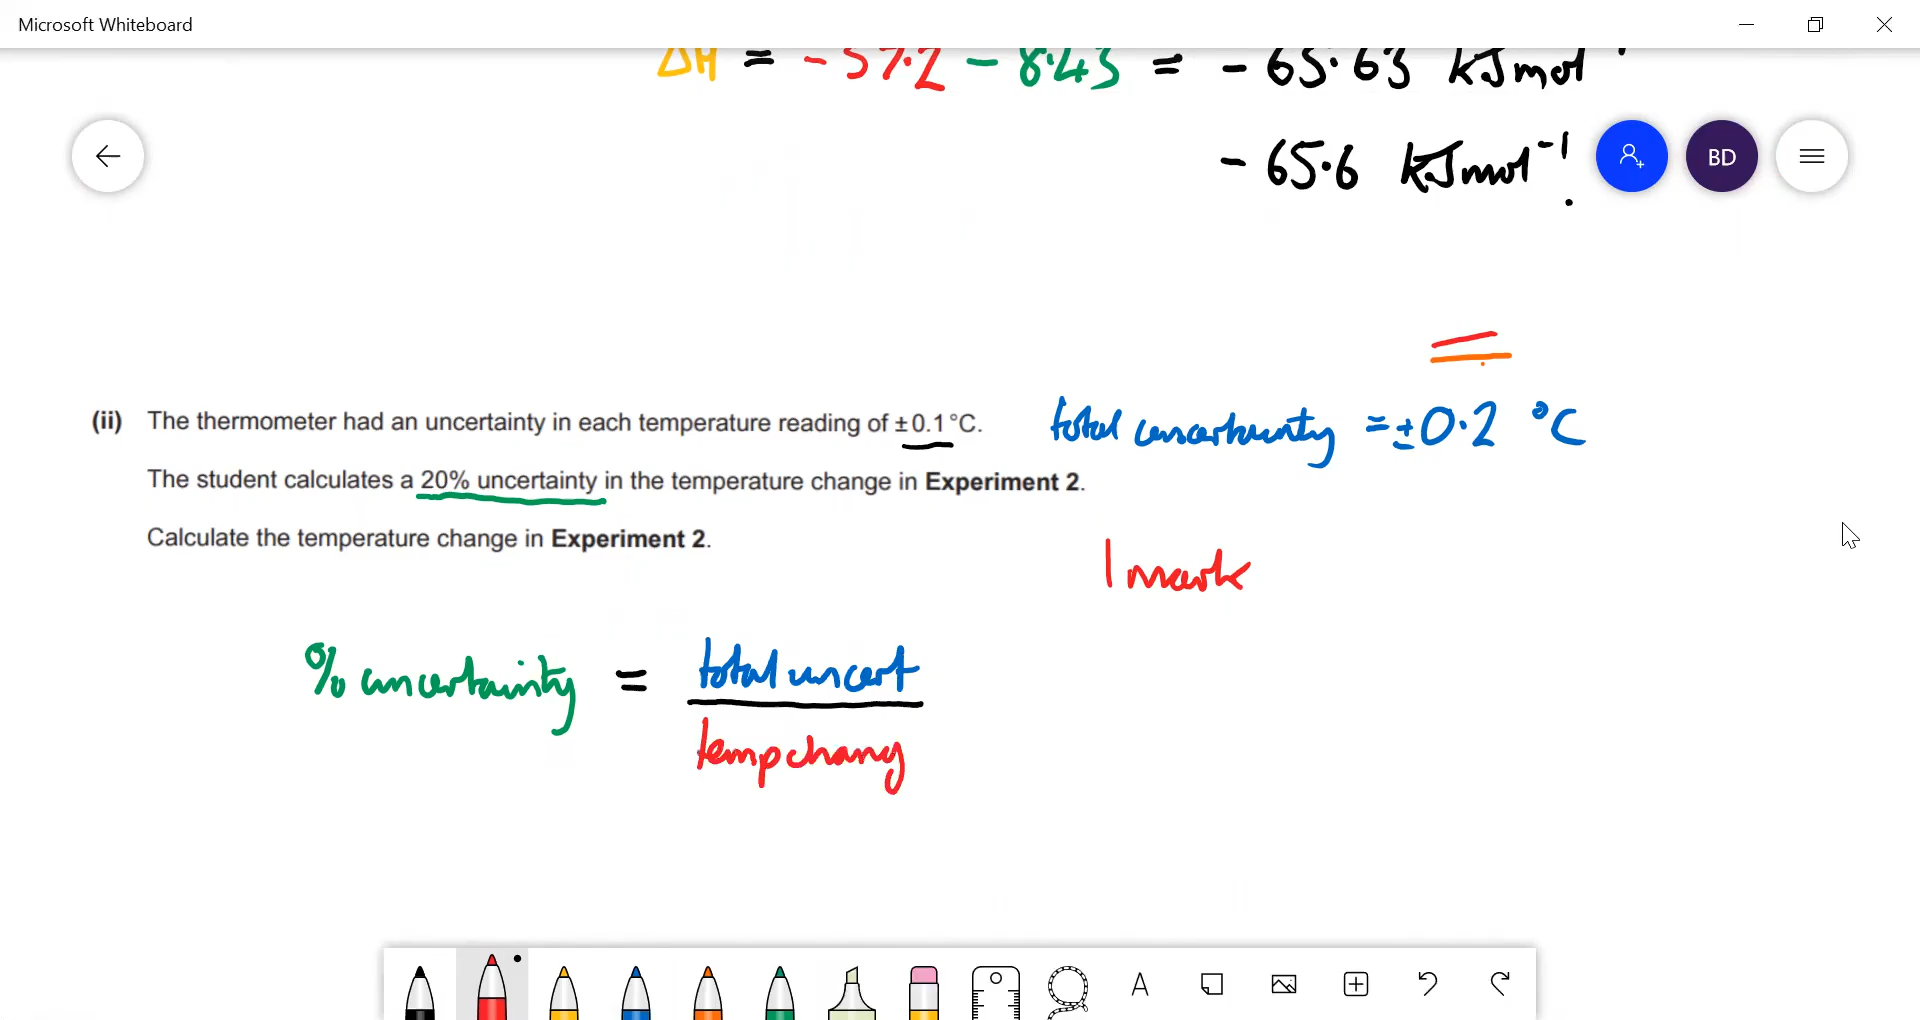 Microsoft Whiteboard
ΔH = - 57.2 - 8.43 = - 65.63 kJmol
- 65.6 kJmol⁻¹.
BD
(ii) The thermometer had an uncertainty in each temperature reading of ±0.1°C.
total uncertainty = ±0.2 °C
The student calculates a 20% uncertainty in the temperature change in Experiment 2.
Calculate the temperature change in Experiment 2.
1 mark
% uncertainty = total uncert
temp chang
A